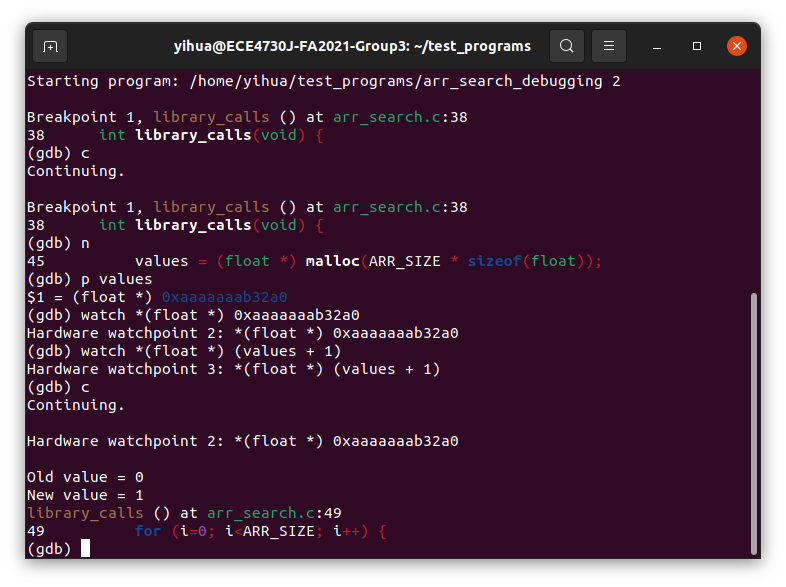 yihua@ECE4730J-FA2021-Group3: ~/test_programs
Starting program: /home/yihua/test_programs/arr_search_debugging 2
Breakpoint 1, library_calls () at arr_search.c:38
38      int library_calls(void) {
(gdb) c
Continuing.
Breakpoint 1, library_calls () at arr_search.c:38
38      int library_calls(void) {
(gdb) n
45          values = (float *) malloc(ARR_SIZE * sizeof(float));
(gdb) p values
$1 = (float *) 0xaaaaaaab32a0
(gdb) watch *(float *) 0xaaaaaaab32a0
Hardware watchpoint 2: *(float *) 0xaaaaaaab32a0
(gdb) watch *(float *) (values + 1)
Hardware watchpoint 3: *(float *) (values + 1)
(gdb) c
Continuing.
Hardware watchpoint 2: *(float *) 0xaaaaaaab32a0
Old value = 0
New value = 1
library_calls () at arr_search.c:49
49          for (i=0; i<ARR_SIZE; i++) {
(gdb)